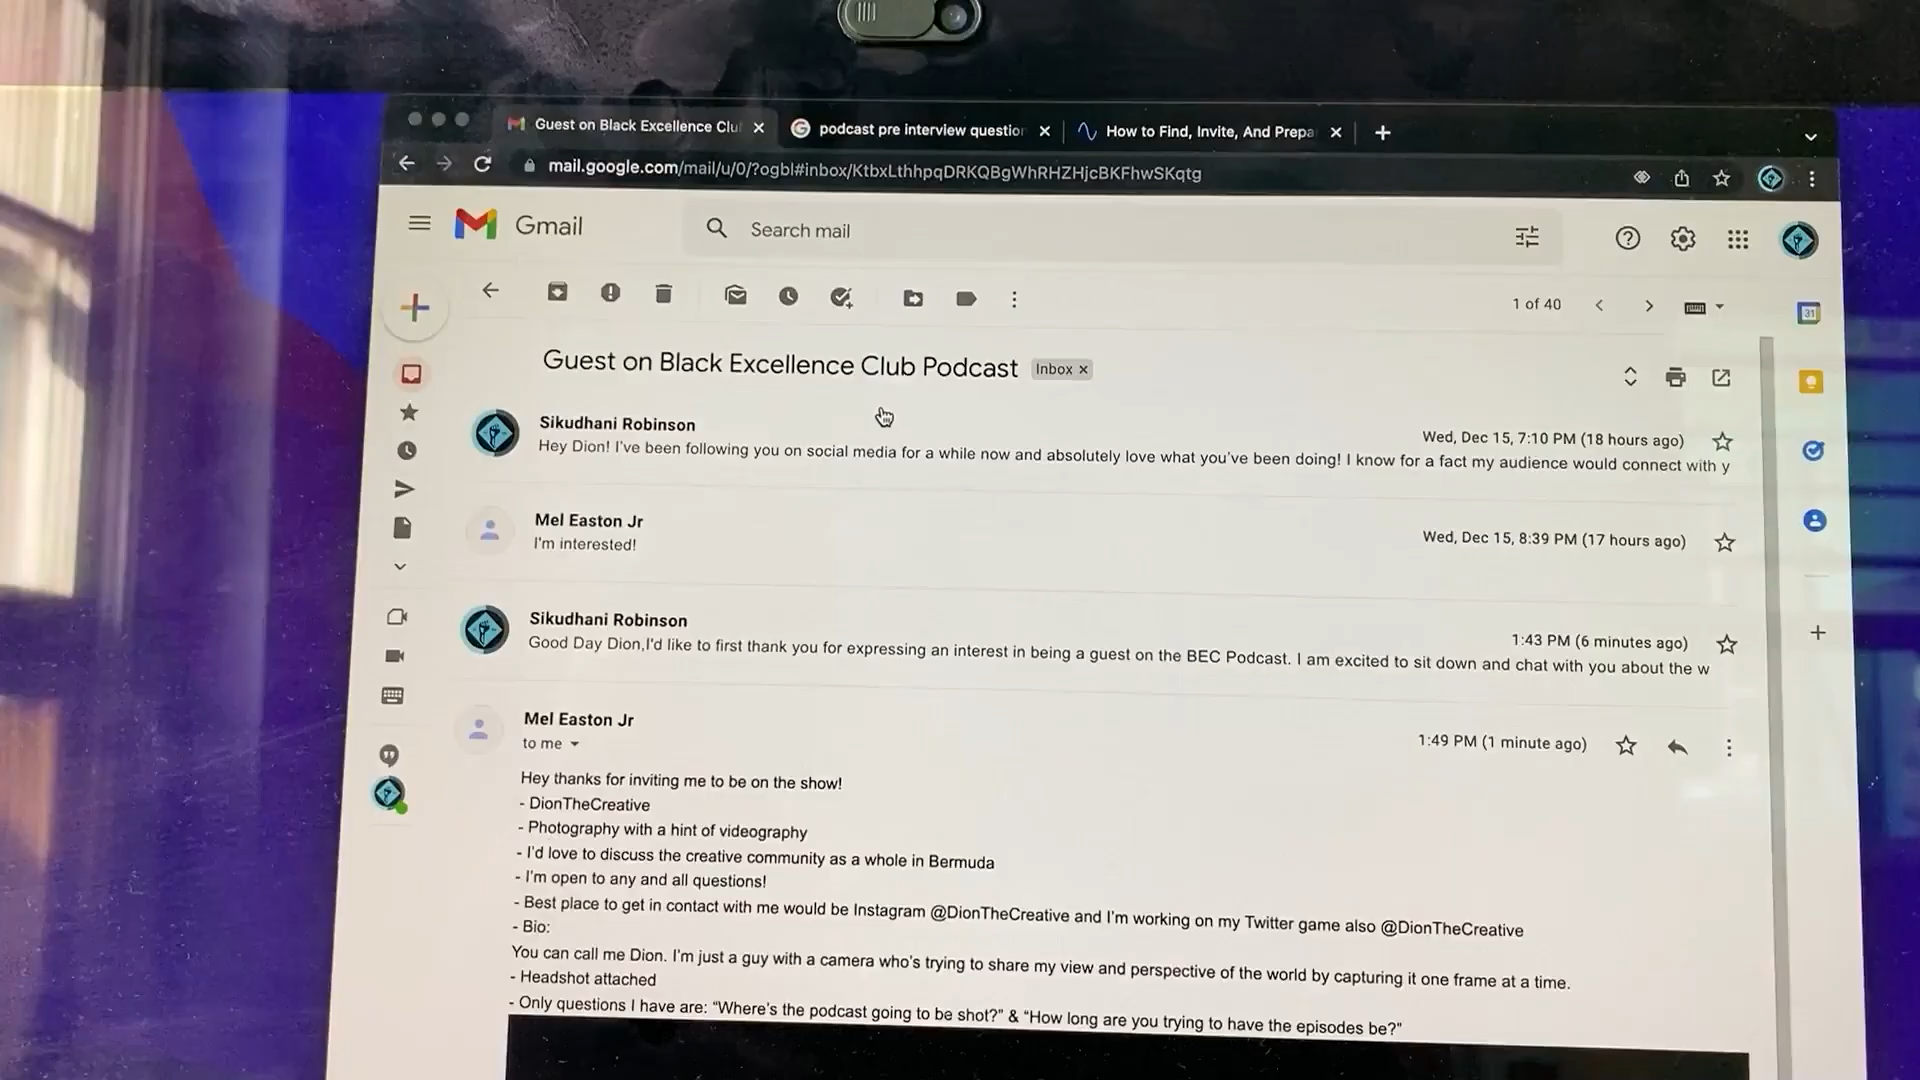 Guest on Black Excellence Clu
podcast pre interview question
How to Find, Invite, And Prepa
mail.google.com/mail/u/0/?ogbl#inbox/KtbxLthhpqDRKQBgWhRHZHjcBKFhwSKqtg
Gmail
Search mail
1 of 40
31
Guest on Black Excellence Club Podcast
Inbox ×
Sikudhani Robinson
Wed, Dec 15, 7:10 PM (18 hours ago)
Hey Dion! I've been following you on social media for a while now and absolutely love what you've been doing! I know for a fact my audience would connect with y
Mel Easton Jr
Wed, Dec 15, 8:39 PM (17 hours ago)
I'm interested!
Sikudhani Robinson
1:43 PM (6 minutes ago)
Good Day Dion,I'd like to first thank you for expressing an interest in being a guest on the BEC Podcast. I am excited to sit down and chat with you about the w
Mel Easton Jr
1:49 PM (1 minute ago)
to me
Hey thanks for inviting me to be on the show!
- DionTheCreative
- Photography with a hint of videography
- I'd love to discuss the creative community as a whole in Bermuda
- I'm open to any and all questions!
- Best place to get in contact with me would be Instagram @DionTheCreative and I'm working on my Twitter game also @DionTheCreative
- Bio:
You can call me Dion. I'm just a guy with a camera who's trying to share my view and perspective of the world by capturing it one frame at a time.
- Headshot attached
- Only questions I have are: “Where's the podcast going to be shot?” & “How long are you trying to have the episodes be?”